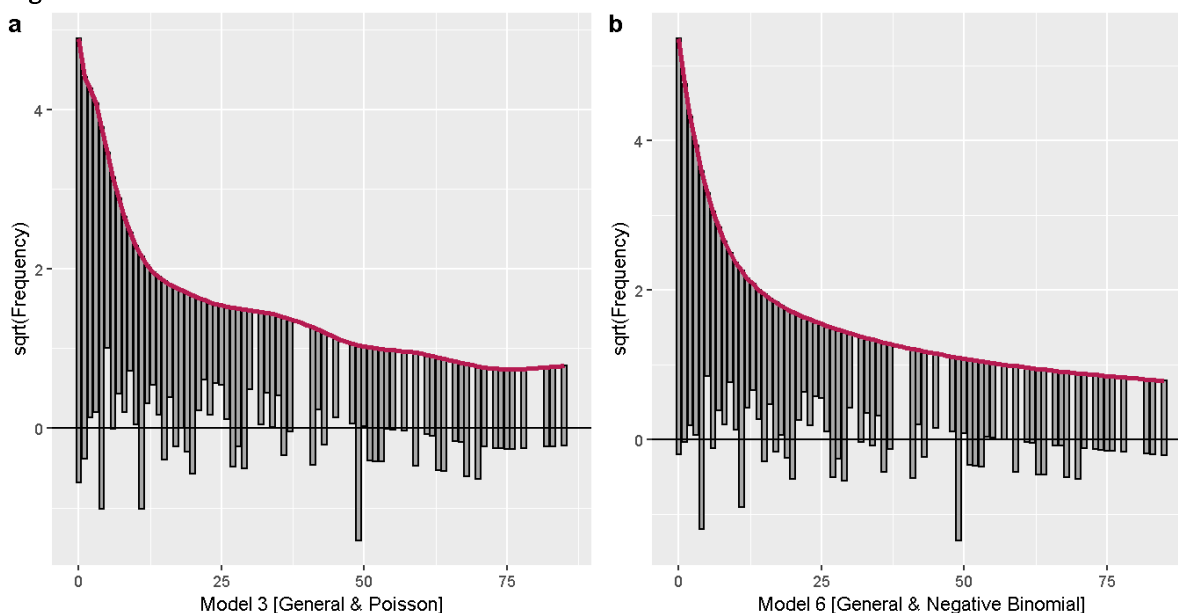 a
b
sqrt(Frequency)
4
2
0
0
25
50
75
Model 3 [General & Poisson]
sqrt(Frequency)
4
2
0
0
25
50
75
Model 6 [General & Negative Binomial]